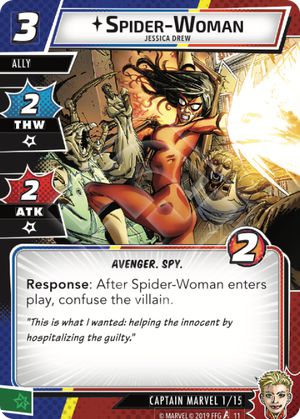 3
SPIDER-WOMAN
JESSICA DREW
ALLY
2
THW
2
ATK
2
AVENGER. SPY.
Response: After Spider-Woman enters
play, confuse the villain.
"This is what I wanted: helping the innocent by
hospitalizing the guilty."
CAPTAIN MARVEL 1/15
© MARVEL © 2019 FFG 11